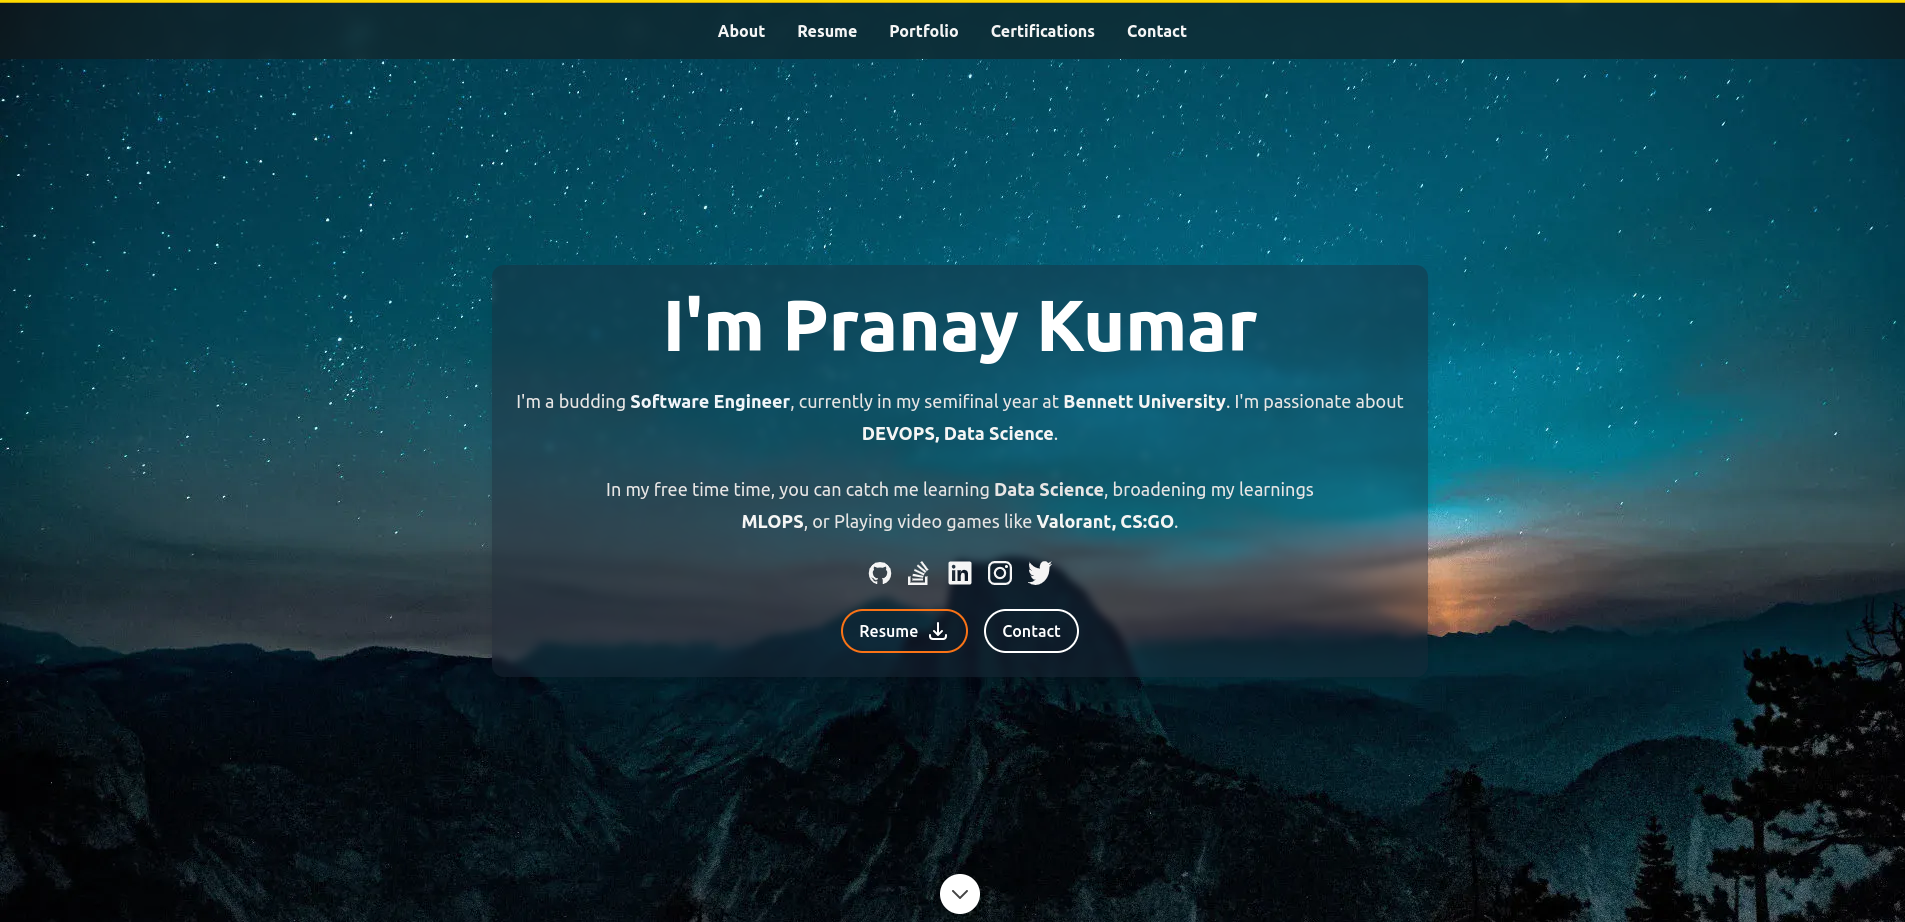 About Resume Portfolio Certifications Contact
I'm Pranay Kumar
I'm a budding Software Engineer, currently in my semifinal year at Bennett University. I'm passionate about
DEVOPS, Data Science.
In my free time time, you can catch me learning Data Science, broadening my learnings
MLOPS, or Playing video games like Valorant, CS:GO.
Resume Contact